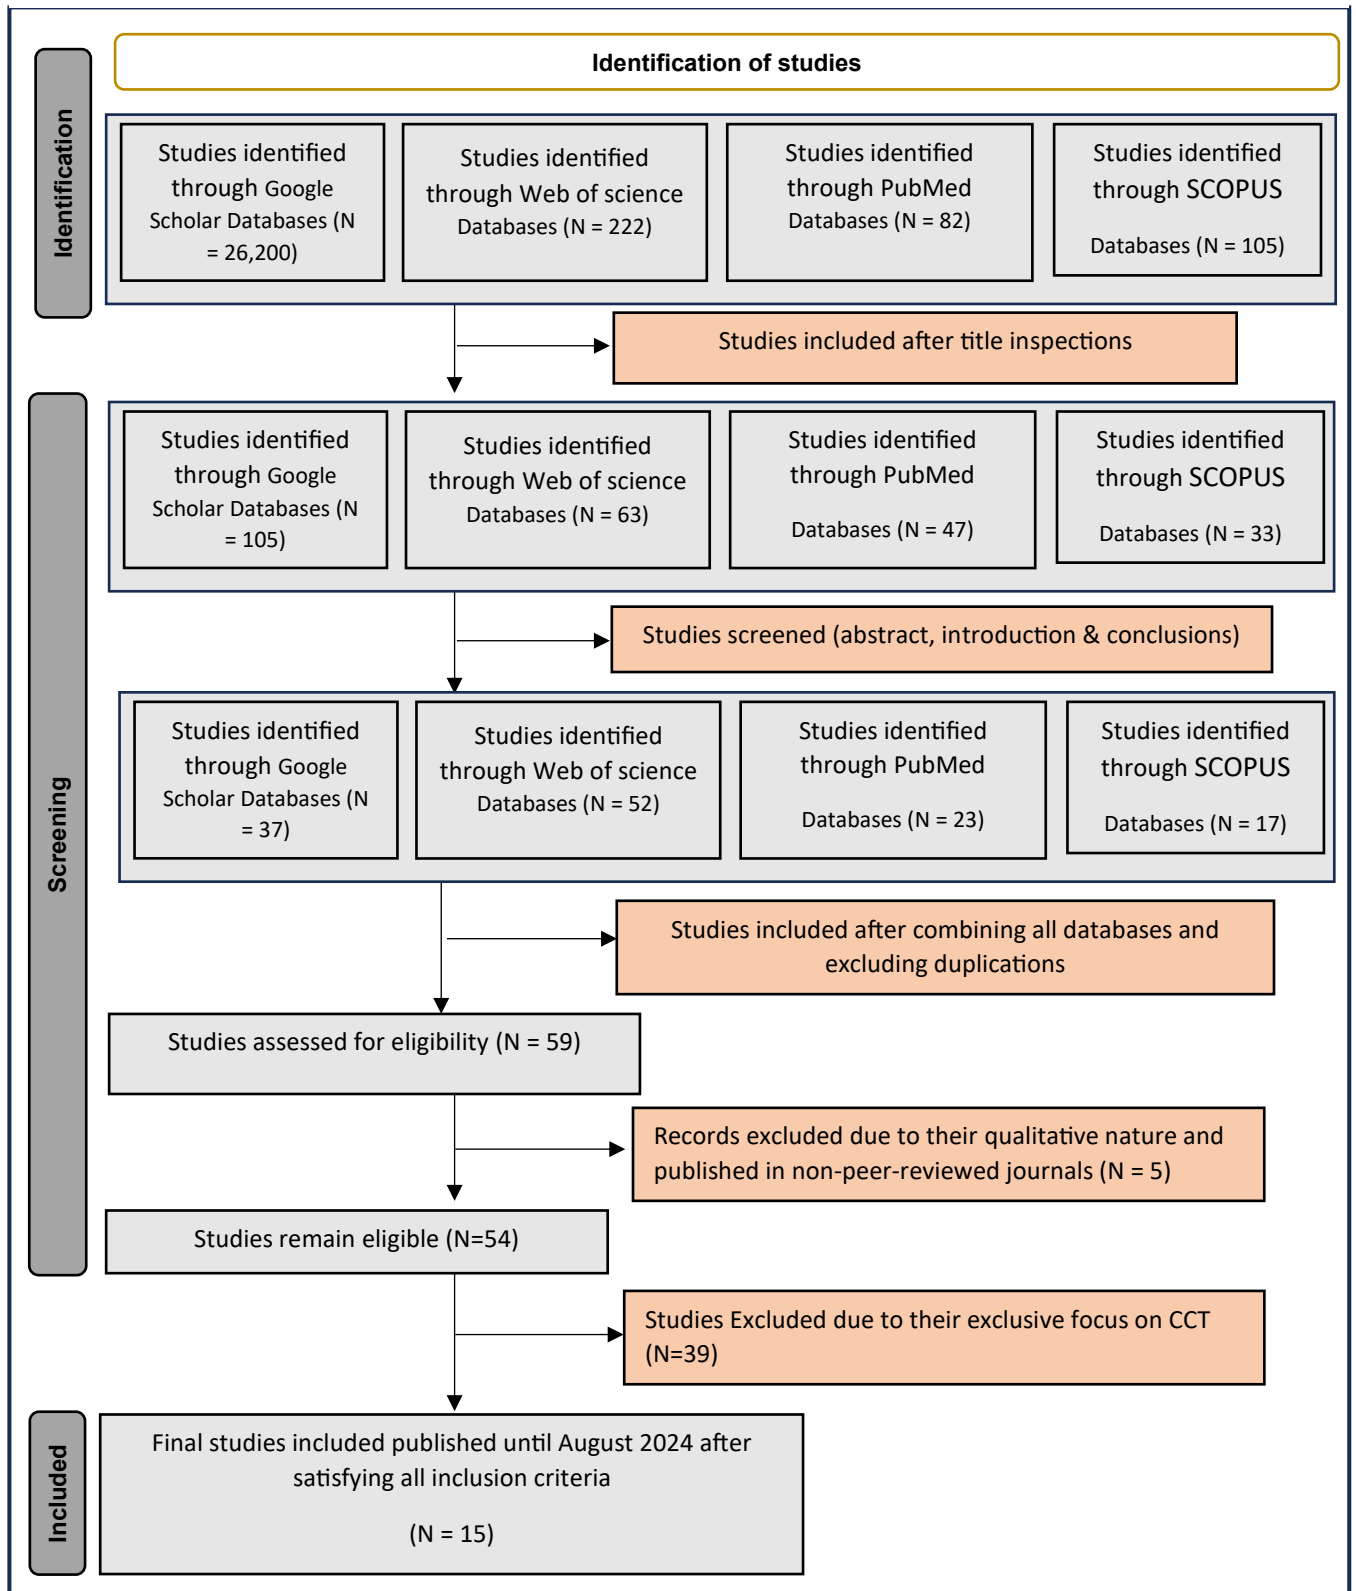 Identification of studies
Identification
Studies identified
through Google
Scholar Databases (N
= 26,200)
Studies identified
through Web of science
Databases (N = 222)
Studies identified
through PubMed
Databases (N = 82)
Studies identified
through SCOPUS
Databases (N = 105)
Studies included after title inspections
Screening
Studies identified
through Google
Scholar Databases (N
= 105)
Studies identified
through Web of science
Databases (N = 63)
Studies identified
through PubMed
Databases (N = 47)
Studies identified
through SCOPUS
Databases (N = 33)
Studies screened (abstract, introduction & conclusions)
Studies identified
through Google
Scholar Databases (N
= 37)
Studies identified
through Web of science
Databases (N = 52)
Studies identified
through PubMed
Databases (N = 23)
Studies identified
through SCOPUS
Databases (N = 17)
Studies included after combining all databases and
excluding duplications
Studies assessed for eligibility (N = 59)
Records excluded due to their qualitative nature and
published in non-peer-reviewed journals (N = 5)
Studies remain eligible (N=54)
Studies Excluded due to their exclusive focus on CCT
(N=39)
Included
Final studies included published until August 2024 after
satisfying all inclusion criteria
(N = 15)